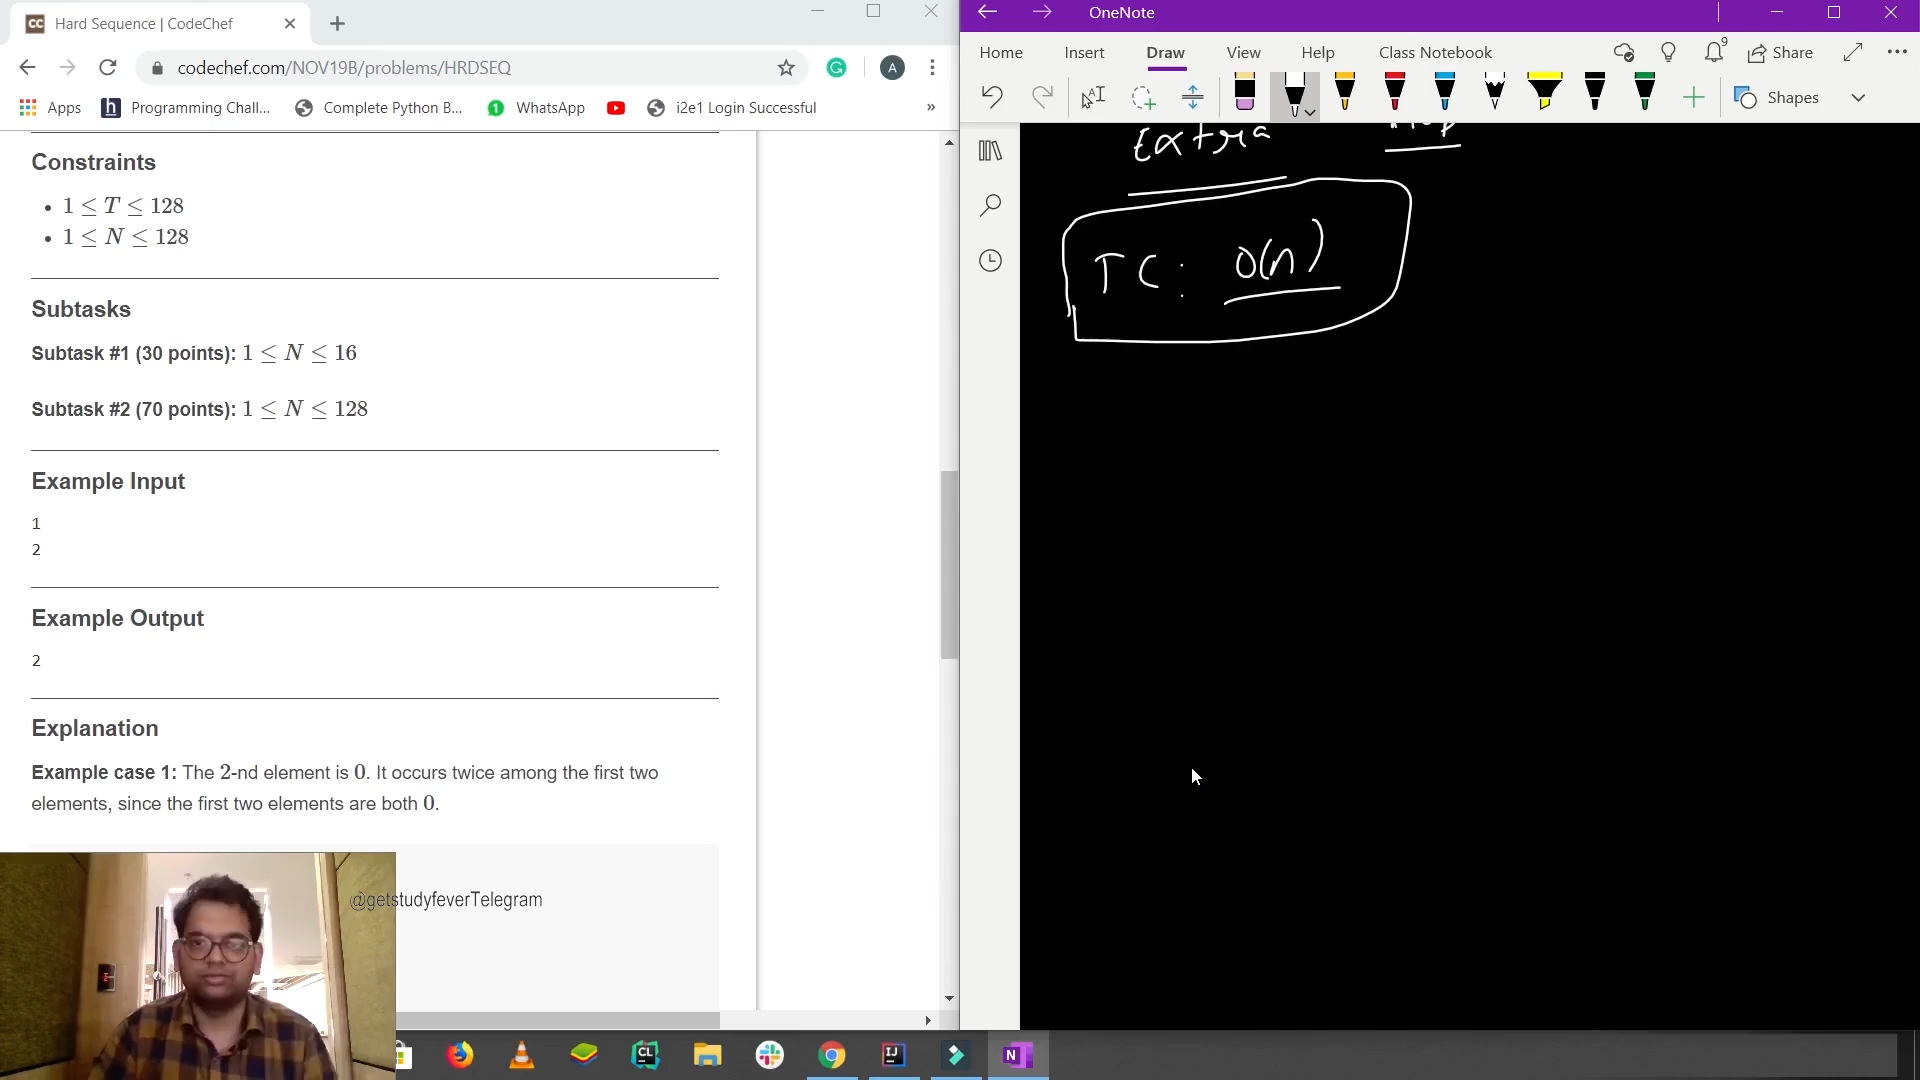 Hard Sequence | CodeChef
codechef.com/NOV19B/problems/HRDSEQ
A
Apps
Programming Chall...
Complete Python B...
WhatsApp
i2e1 Login Successful
»
Constraints
• 1 ≤ T ≤ 128
• 1 ≤ N ≤ 128
Subtasks
Subtask #1 (30 points): 1 ≤ N ≤ 16
Subtask #2 (70 points): 1 ≤ N ≤ 128
Example Input
1
2
Example Output
2
Explanation
Example case 1: The 2-nd element is 0. It occurs twice among the first two
elements, since the first two elements are both 0.
@getstudyfeverTelegram
OneNote
Home
Insert
Draw
View
Help
Class Notebook
9
Share
Shapes
Extra
TC: O(n)